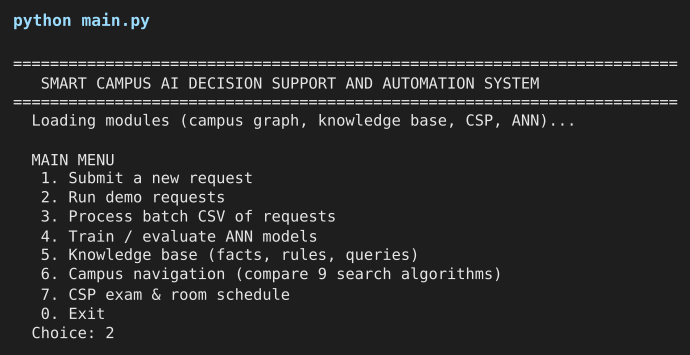 python main.py
========================================================================
SMART CAMPUS AI DECISION SUPPORT AND AUTOMATION SYSTEM
========================================================================
Loading modules (campus graph, knowledge base, CSP, ANN)...
MAIN MENU
1. Submit a new request
2. Run demo requests
3. Process batch CSV of requests
4. Train / evaluate ANN models
5. Knowledge base (facts, rules, queries)
6. Campus navigation (compare 9 search algorithms)
7. CSP exam & room schedule
0. Exit
Choice: 2